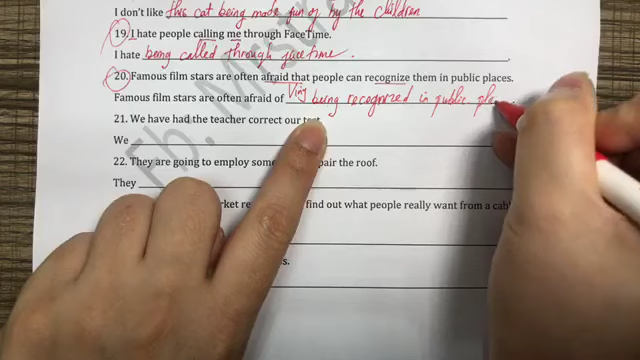 I don't like this cat being made fun of by the children
19. I hate people calling me through FaceTime.
I hate being called through facetime.
20. Famous film stars are often afraid that people can recognize them in public places.
Ving
Famous film stars are often afraid of being recognized in public pla
21. We have had the teacher correct our
We
22. They are going to employ some pair the roof.
They
ket re find out what people really want from a cab
s.
Fb: Mrs